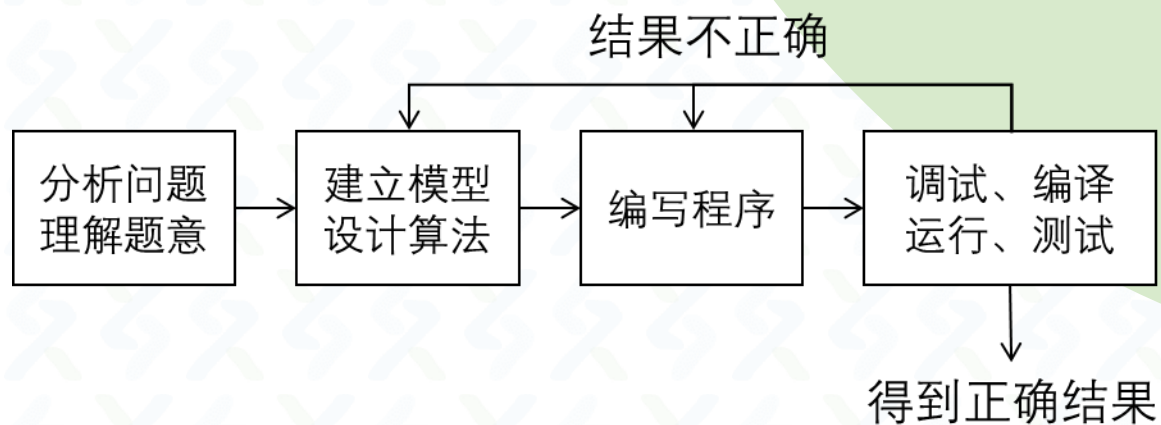 结果不正确
分析问题
理解题意
建立模型
设计算法
编写程序
调试、编译
运行、测试
得到正确结果